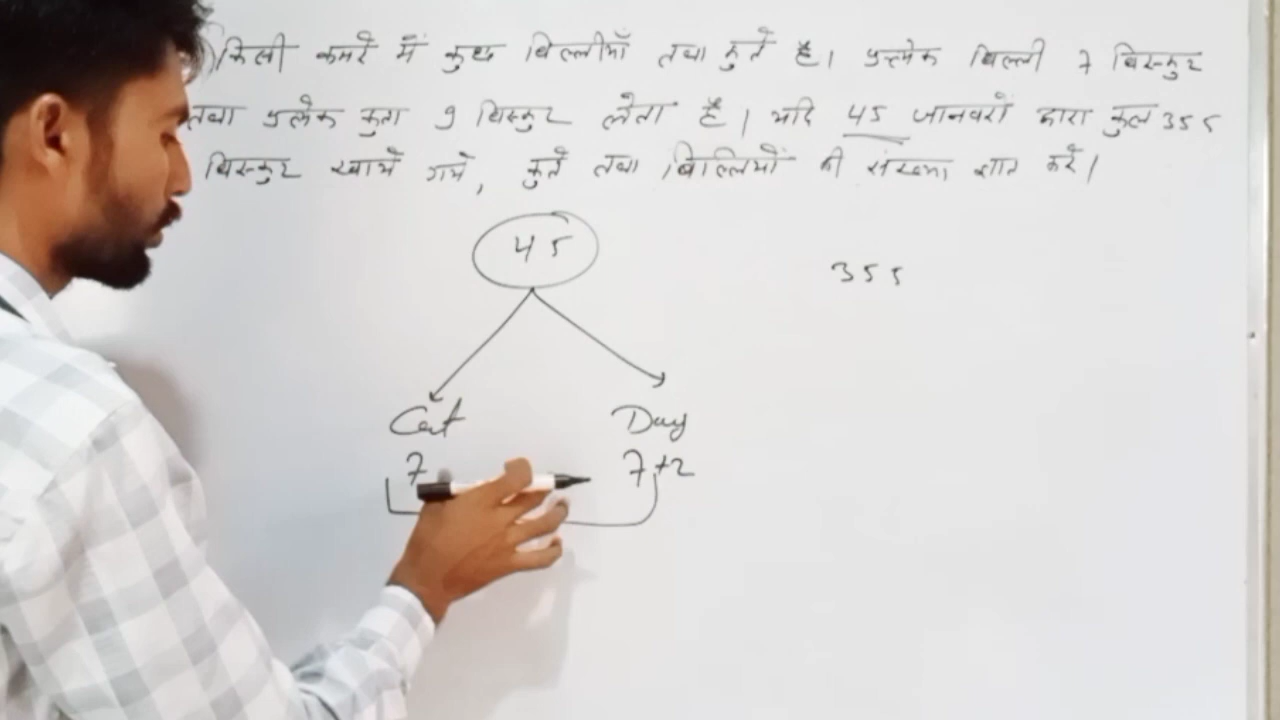 किसी कमरे में कुछ बिल्लीयाँ तथा कुत्ते है। प्रत्येक बिल्ली 7 बिस्कुट
तथा प्रत्येक कुत्ता 9 बिस्कुट लेता है। यदि 45 जानवरों द्वारा कुल 355
बिस्कुट खाये गये, कुत्ते तथा बिल्लियों की संख्या ज्ञात करें।
45
355
Cat Dog
7 7+2